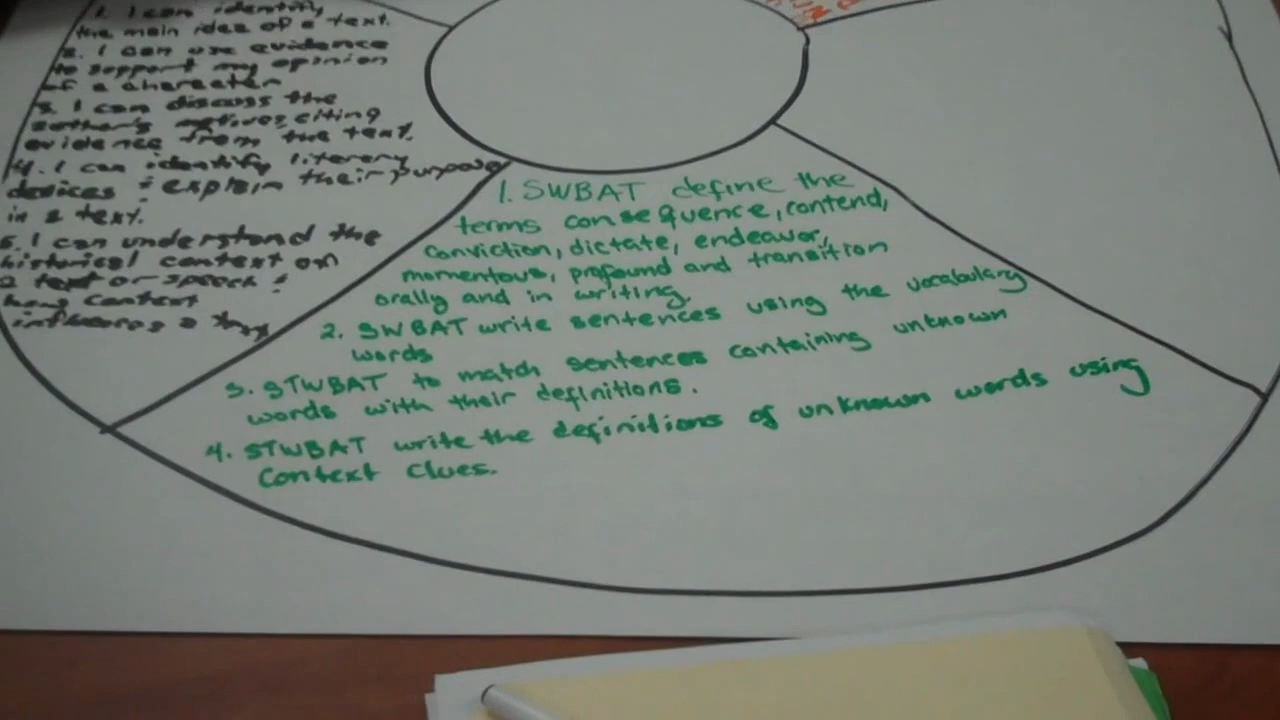 1. I can identify
the main idea of a text.
2. I can use evidence
to support my opinion
of a character
3. I can discuss the
citing
evidence from the text.
4. I can identify literary
devices & explain their purpose
in a text.
5. I can understand the
historical context on
a text or speech &
how context
a
1. SWBAT define the
terms consequence, contend,
conviction, dictate, endeavor,
momentous, profound and transition
orally and in writing.
2. SWBAT write sentences using the vocabulary
words
3. STWBAT to match sentences containing unknown
words with their definitions.
4. STWBAT write the definitions of unknown words using
context clues.